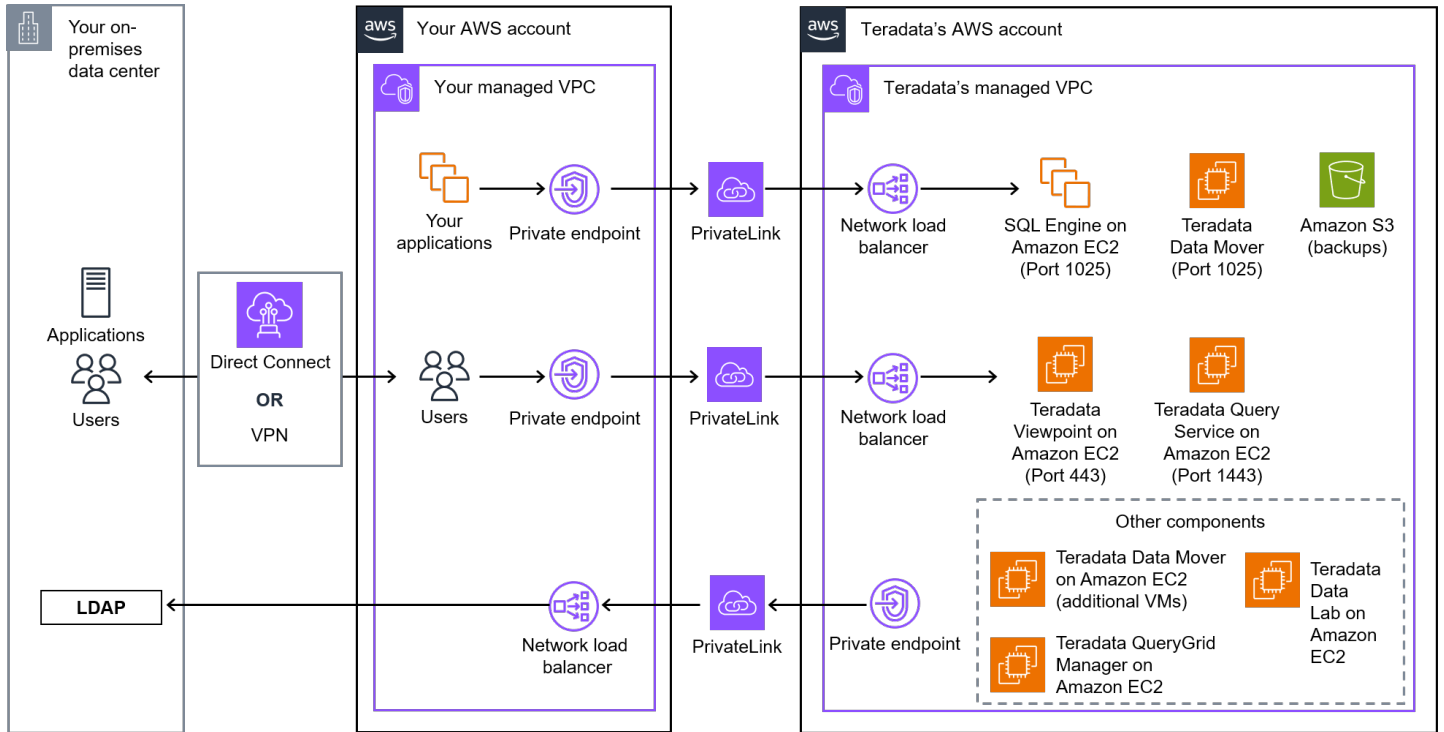 Your on-
premises
data center
aws
Your AWS account
aws
Teradata's AWS account
Your managed VPC
Teradata's managed VPC
Your
applications
Private endpoint
PrivateLink
Network load
balancer
SQL Engine on
Amazon EC2
(Port 1025)
Teradata
Data Mover
(Port 1025)
Amazon S3
(backups)
Applications
Users
Direct Connect
OR
VPN
Users
Private endpoint
PrivateLink
Network load
balancer
Teradata
Viewpoint on
Amazon EC2
(Port 443)
Teradata Query
Service on
Amazon EC2
(Port 1443)
LDAP
Network load
balancer
PrivateLink
Private endpoint
Other components
Teradata Data Mover
on Amazon EC2
(additional VMs)
Teradata
Data
Lab on
Amazon
EC2
Teradata QueryGrid
Manager on
Amazon EC2